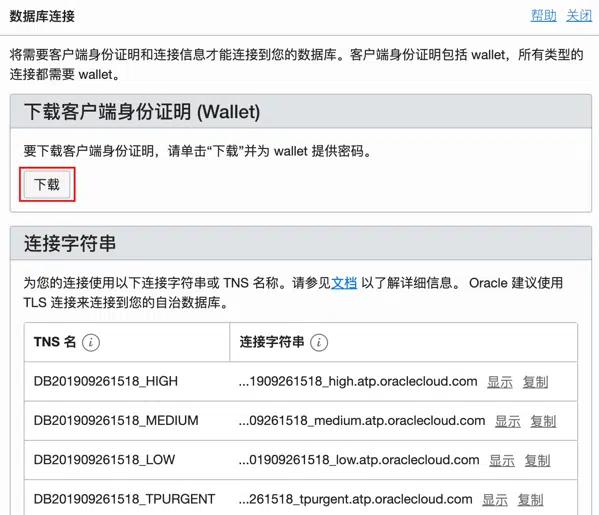 数据库连接 帮助 关闭
将需要客户端身份证明和连接信息才能连接到您的数据库。客户端身份证明包括 wallet，所有类型的
连接都需要 wallet。
下载客户端身份证明 (Wallet)
要下载客户端身份证明，请单击“下载”并为 wallet 提供密码。
下载
连接字符串
为您的连接使用以下连接字符串或 TNS 名称。请参见文档 以了解详细信息。 Oracle 建议使用
TLS 连接来连接到您的自治数据库。
TNS 名 i 连接字符串 i
DB201909261518_HIGH ...1909261518_high.atp.oraclecloud.com 显示 复制
DB201909261518_MEDIUM ...09261518_medium.atp.oraclecloud.com 显示 复制
DB201909261518_LOW ...01909261518_low.atp.oraclecloud.com 显示 复制
DB201909261518_TPURGENT ...261518_tpurgent.atp.oraclecloud.com 显示 复制